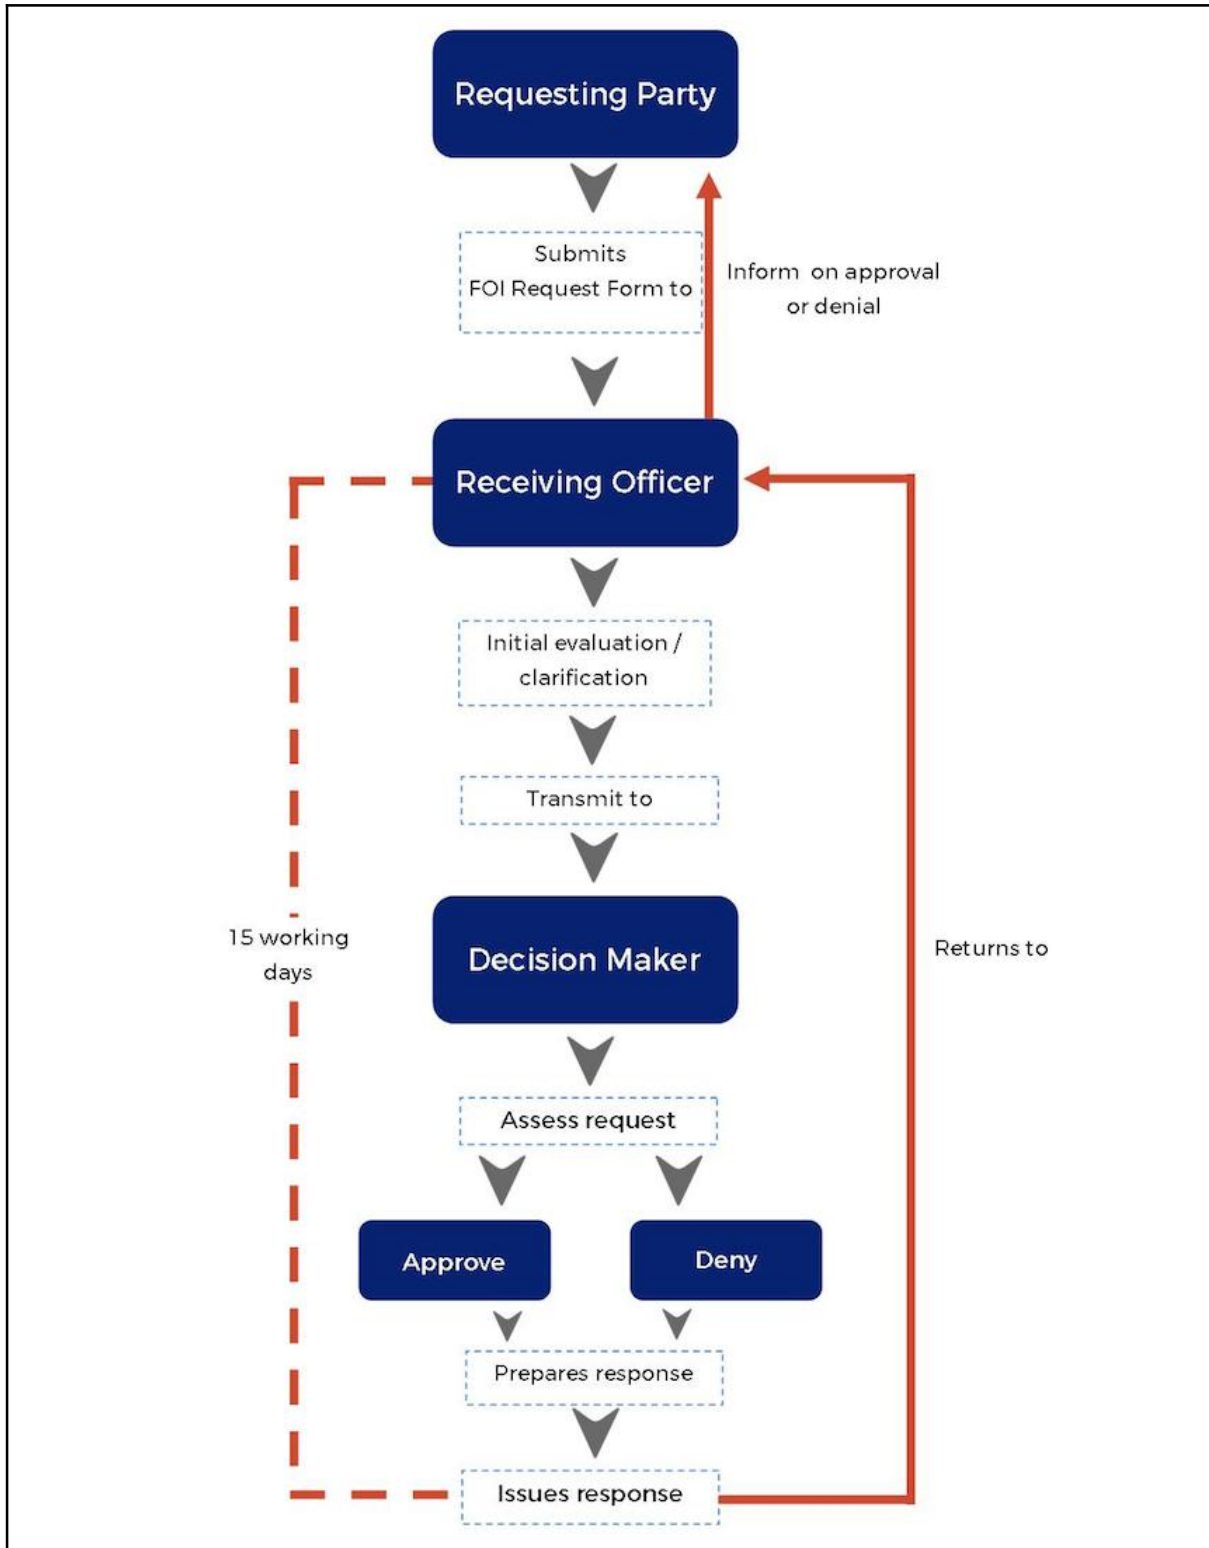 Requesting Party
Submits
FOI Request Form to
Inform on approval
or denial
Receiving Officer
Initial evaluation /
clarification
Transmit to
15 working
days
Decision Maker
Returns to
Assess request
Approve
Deny
Prepares response
Issues response